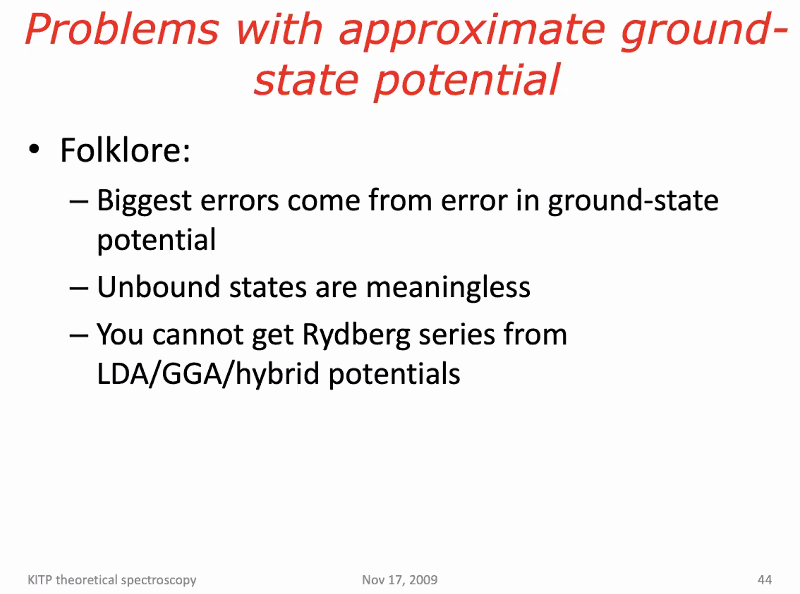 Problems with approximate ground-
state potential
• Folklore:
– Biggest errors come from error in ground-state
potential
– Unbound states are meaningless
– You cannot get Rydberg series from
LDA/GGA/hybrid potentials
KITP theoretical spectroscopy
Nov 17, 2009
44